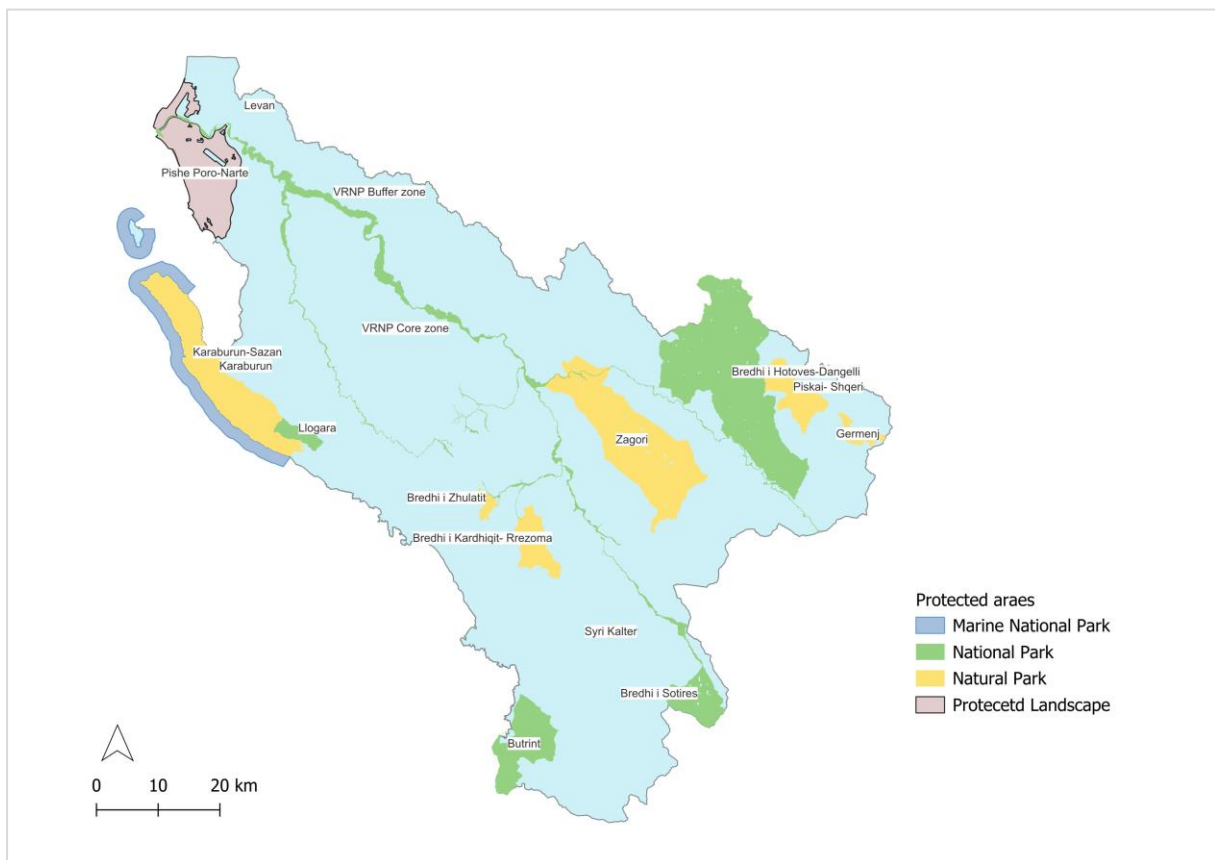 Levan
Pishe Poro-Narte
VRNP Buffer zone
VRNP Core zone
Karaburun-Sazan
Karaburun
Llogara
Bredhi i Hotoves-Dangelli
Piskai- Shqeri
Germenj
Zagori
Bredhi i Zhulatit
Bredhi i Kardhiqit- Rrezoma
Syri Kalter
Bredhi i Sotires
Butrint
Protected araes
Marine National Park
National Park
Natural Park
Protecetd Landscape
0 10 20 km